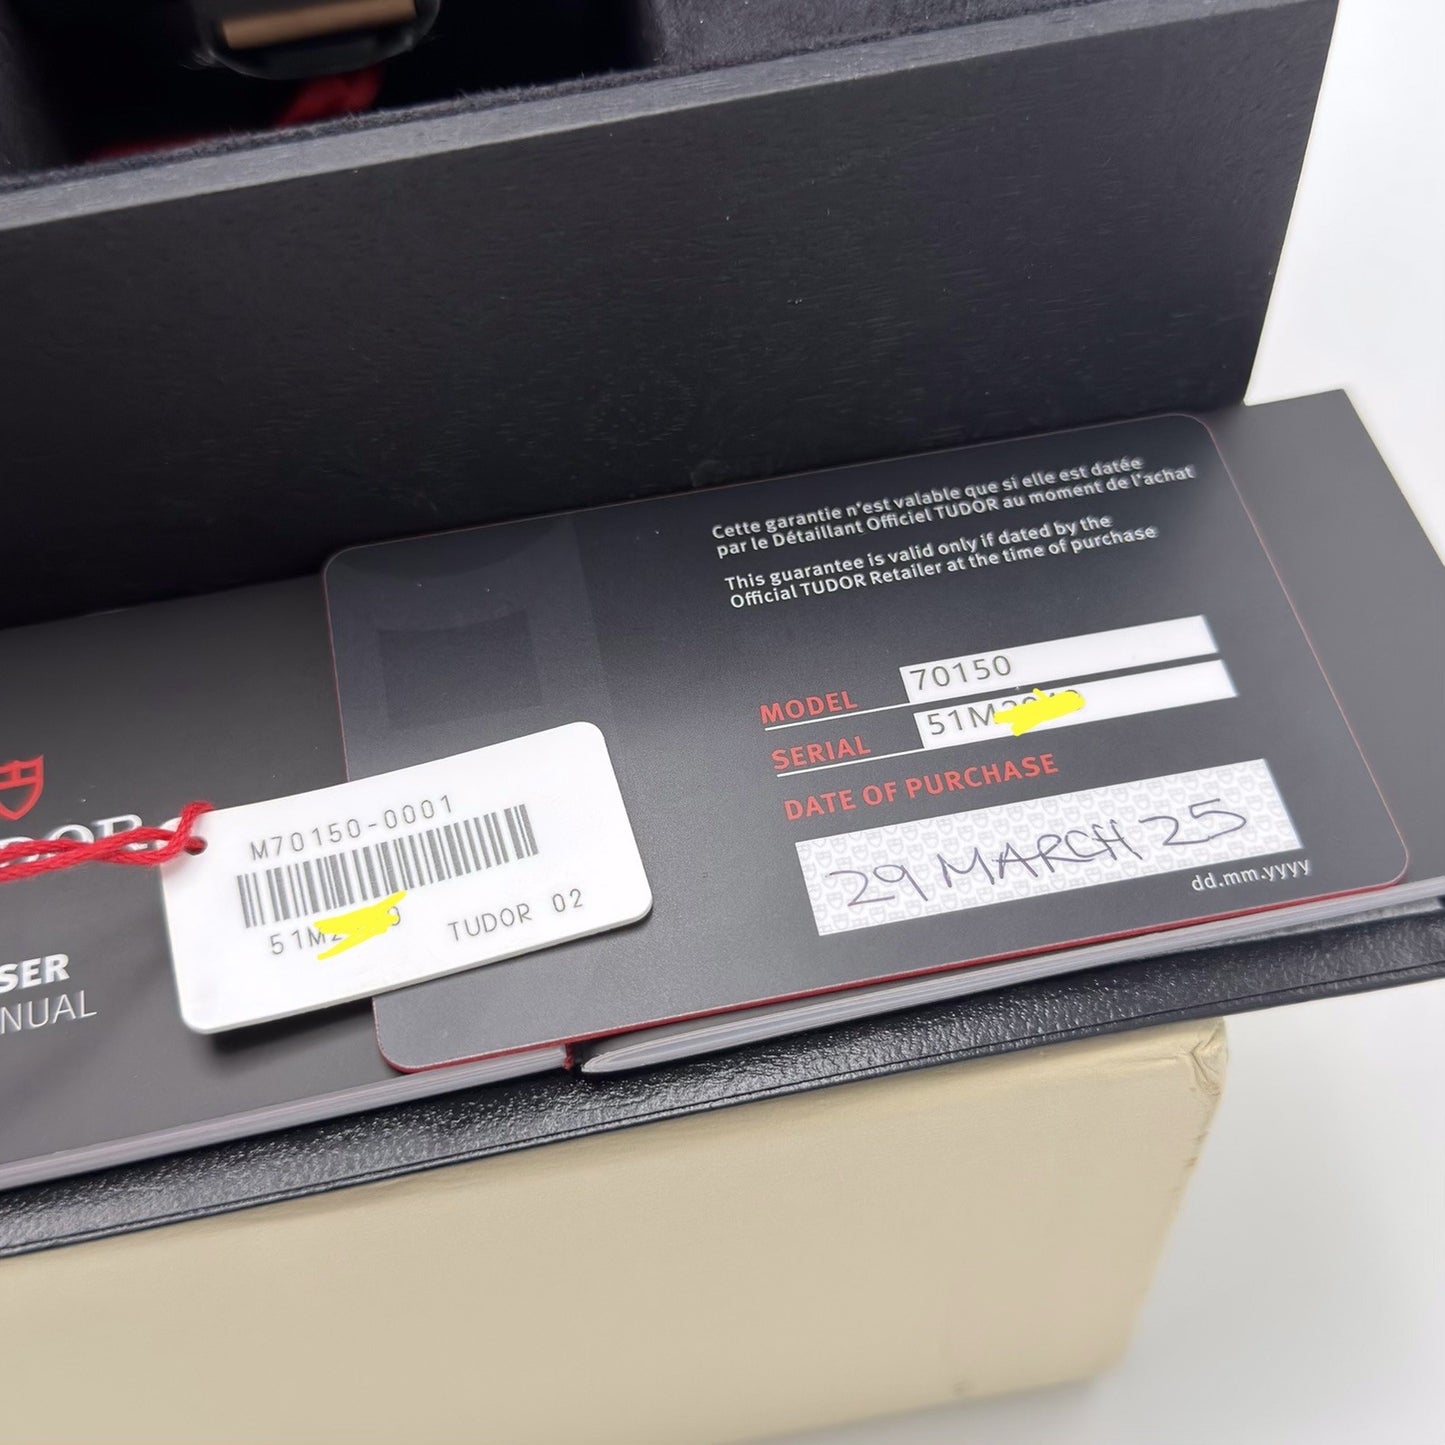 Cette garantie n'est valable que si elle est datée
par le Détaillant Officiel TUDOR au moment de l'achat
This guarantee is valid only if dated by the
Official TUDOR Retailer at the time of purchase
MODEL 70150
SERIAL 51M
DATE OF PURCHASE
29 MARCH 25
dd.mm.yyyy
M70150-0001
51M
TUDOR 02
SER
NUAL